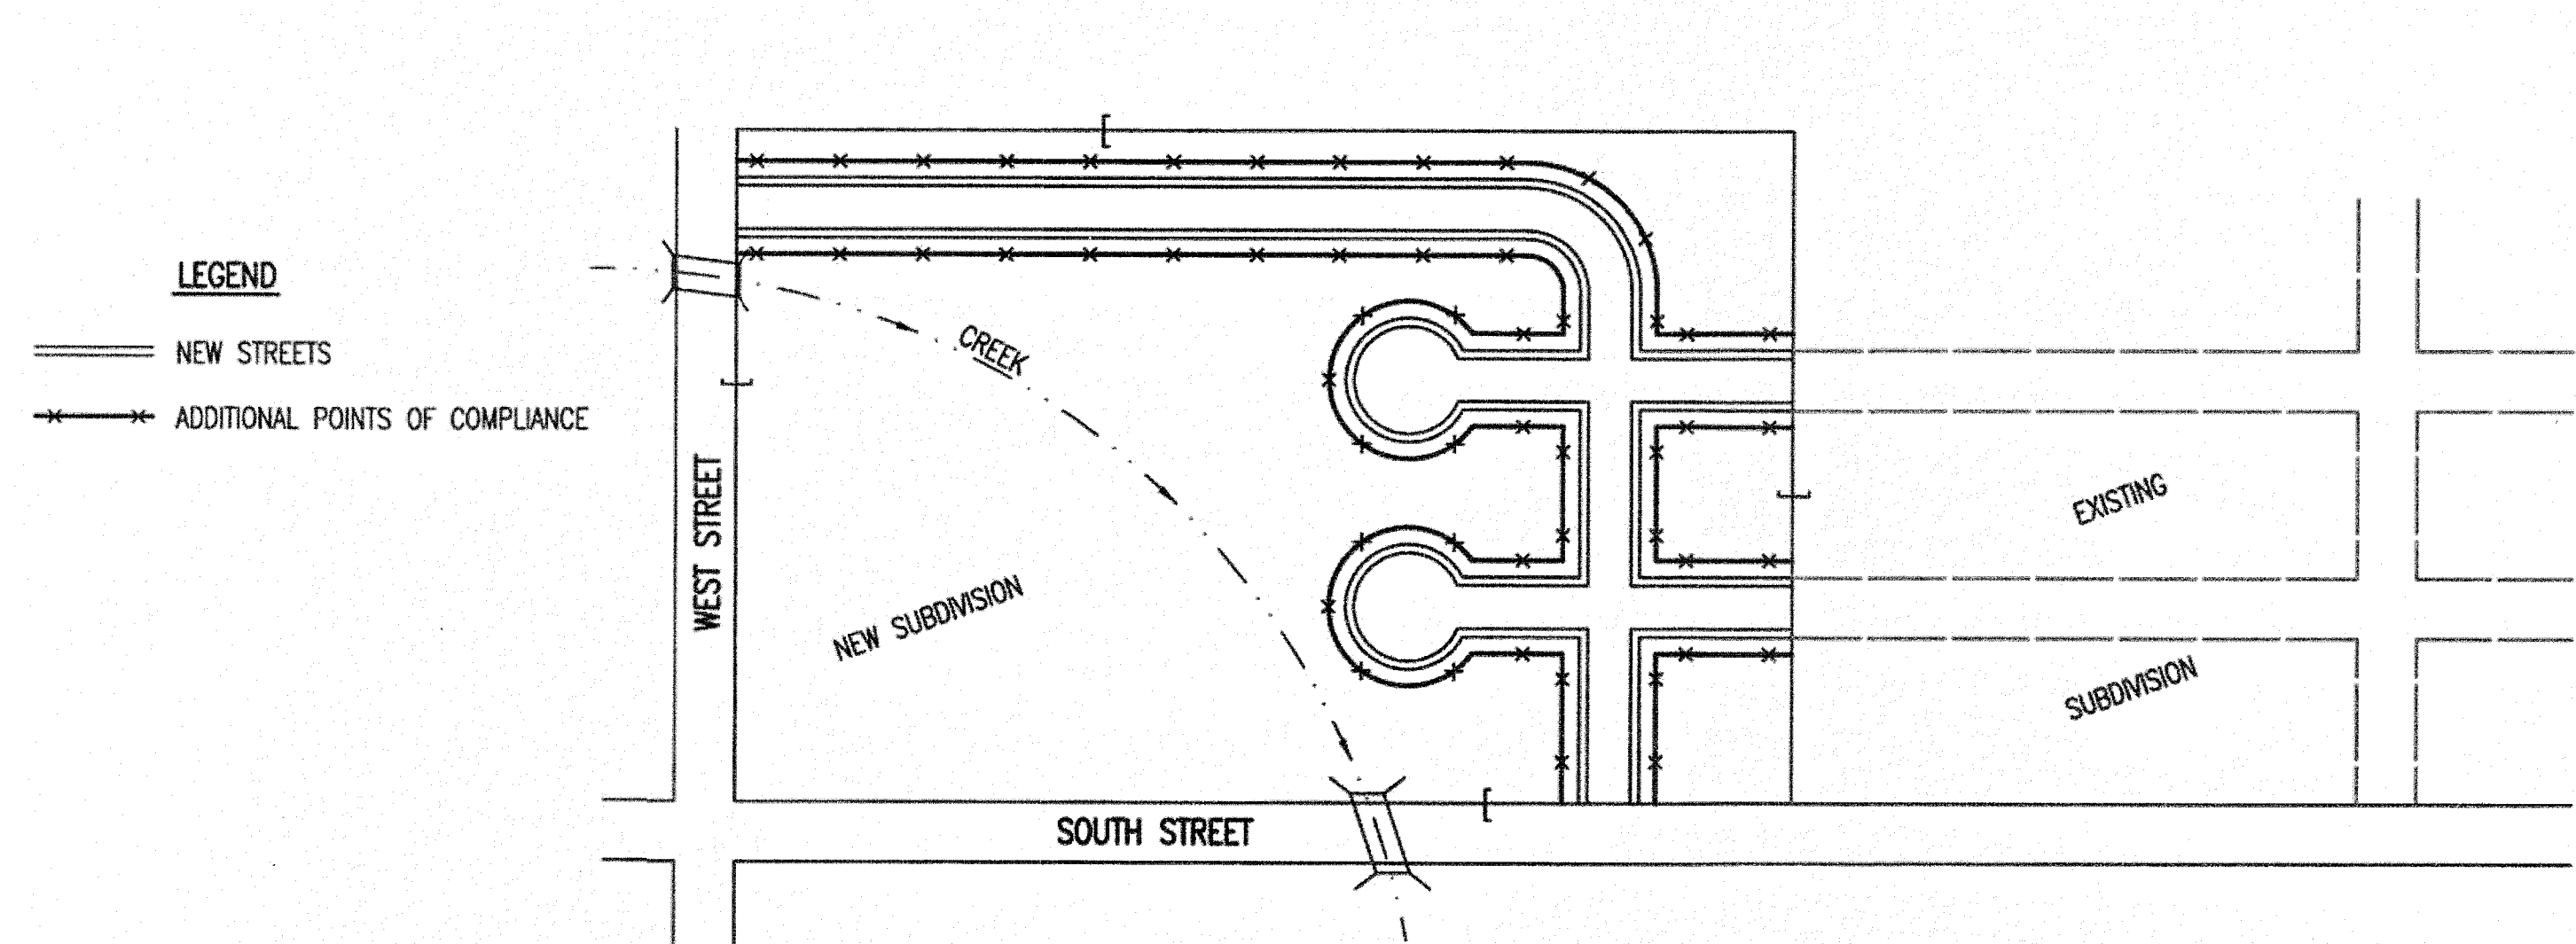 LEGEND
NEW STREETS
ADDITIONAL POINTS OF COMPLIANCE
WEST STREET
CREEK
NEW SUBDIVISION
SOUTH STREET
EXISTING
SUBDIVISION